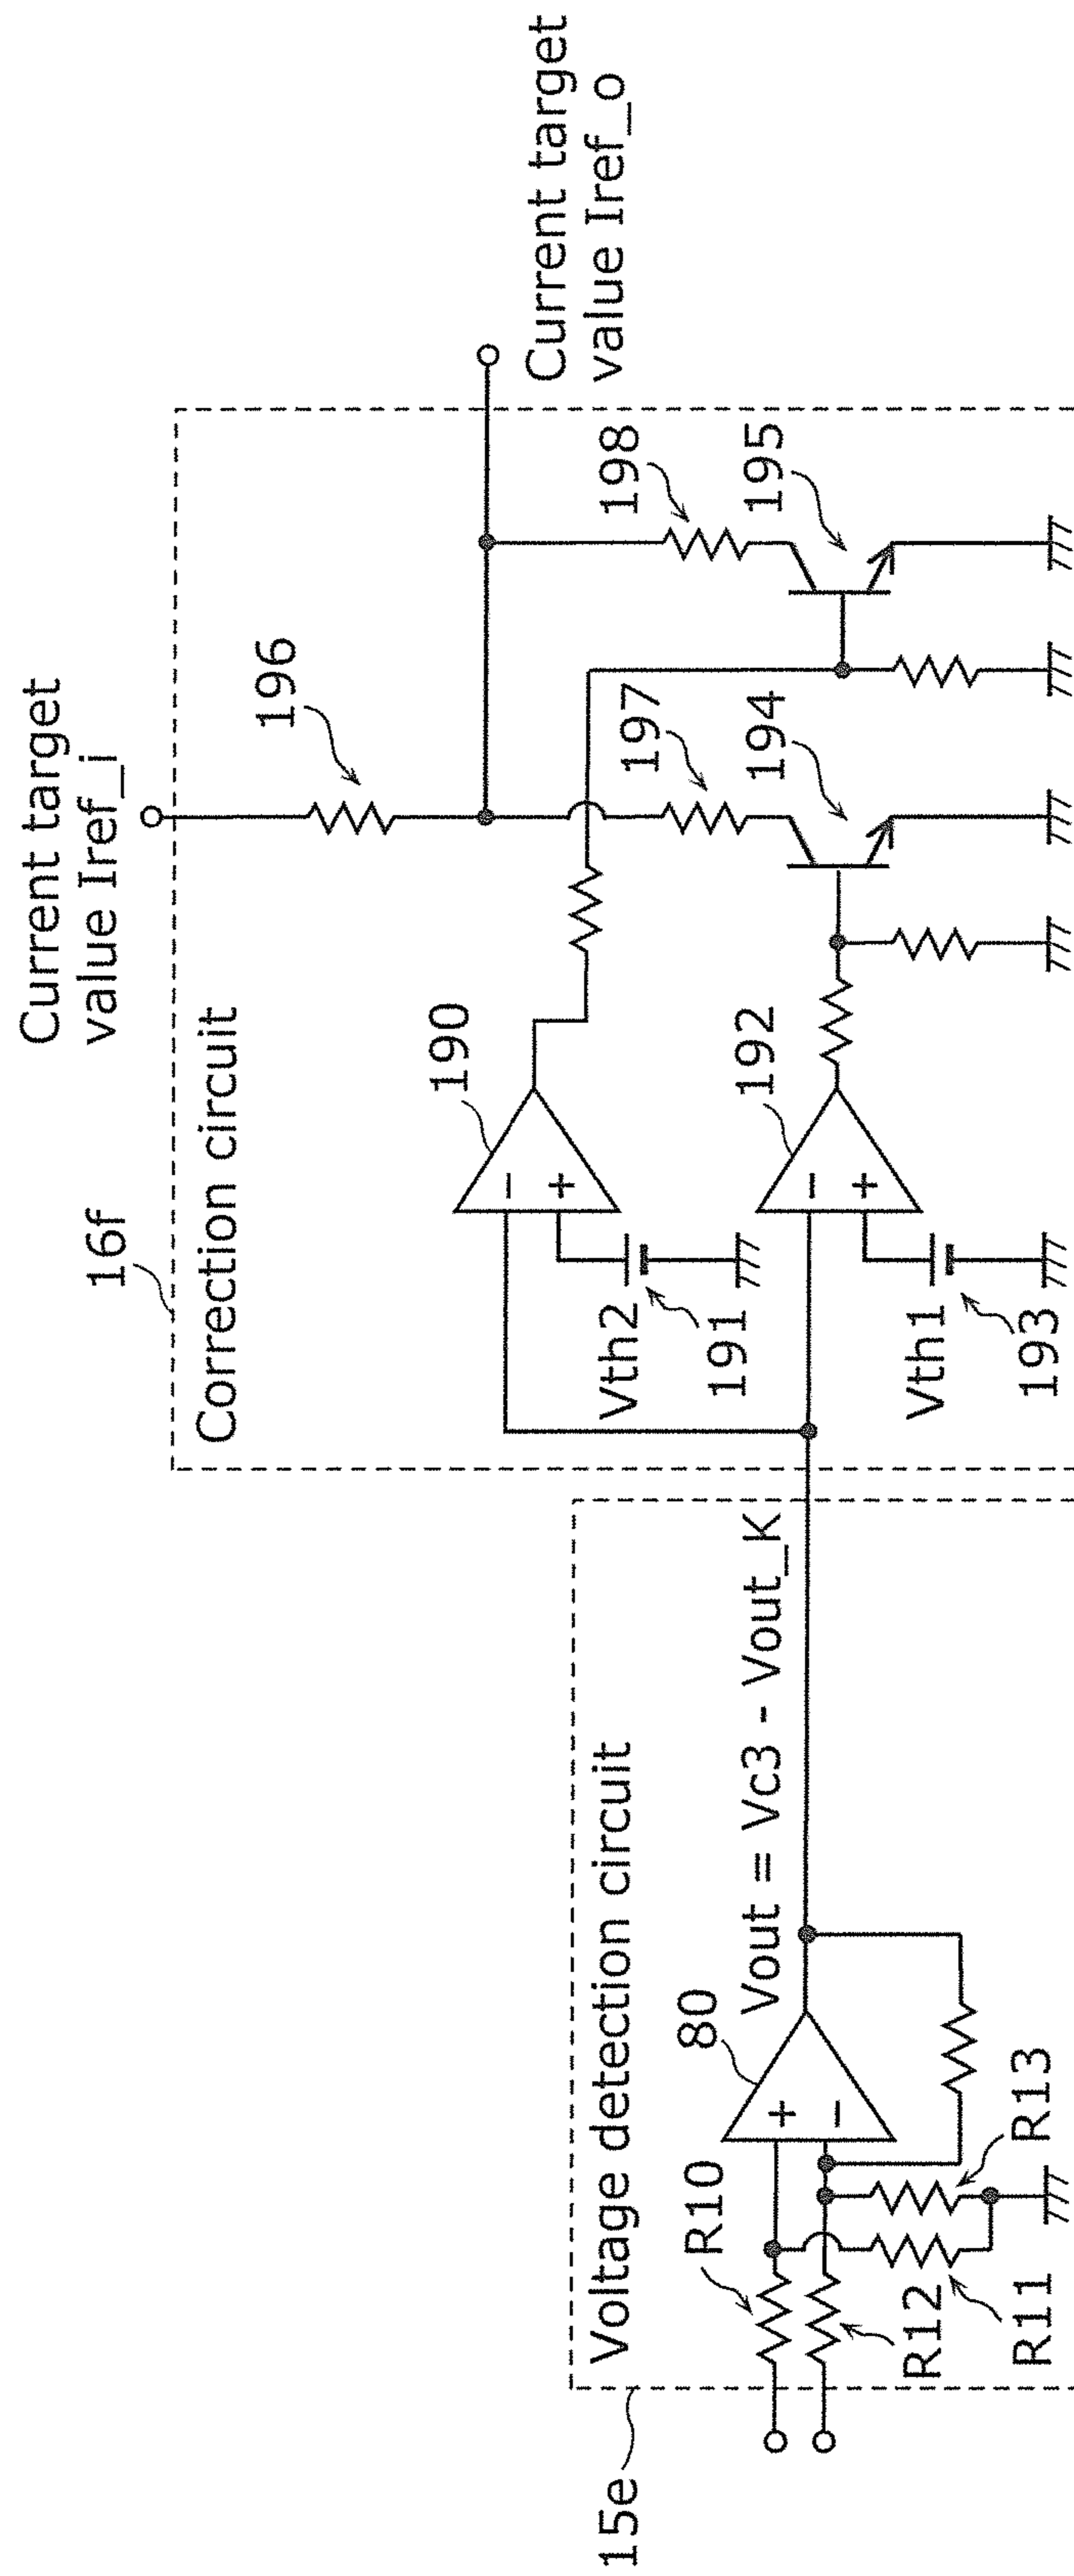 Current target
value Iref_i
16f
Correction circuit
196
Current target
value Iref_o
190
198
Vth2
191
197
195
192
194
Vth1
193
15e
Voltage detection circuit
80
Vout = Vc3 - Vout_K
R10
R12
R11
R13